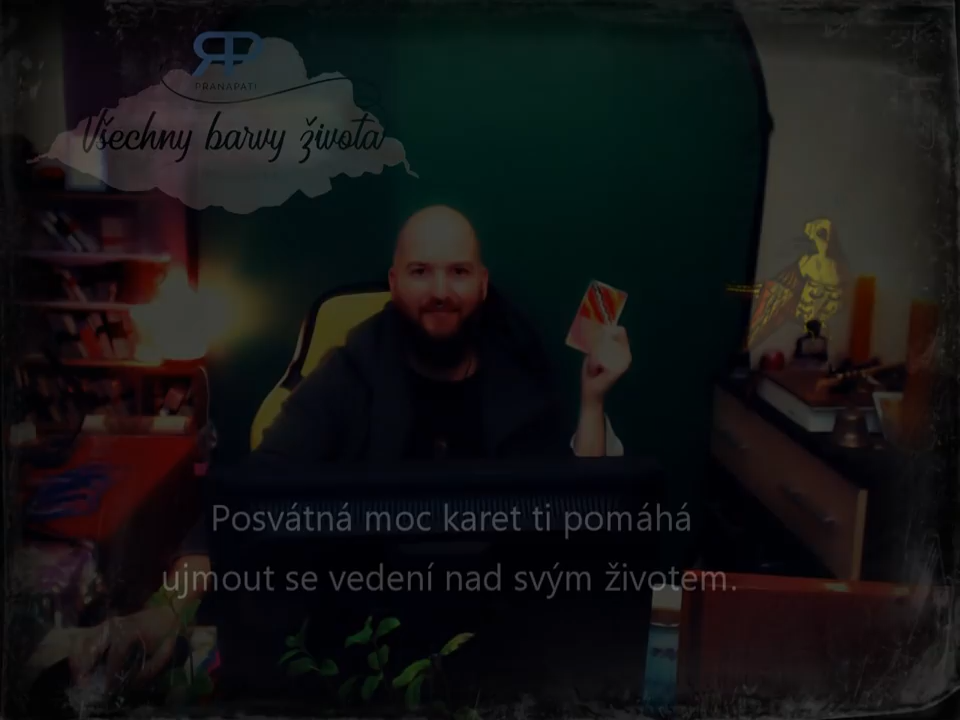 PRANAPATI
Všechny barvy života
Posvátná moc karet ti pomáhá
ujmout se vedení nad svým životem.